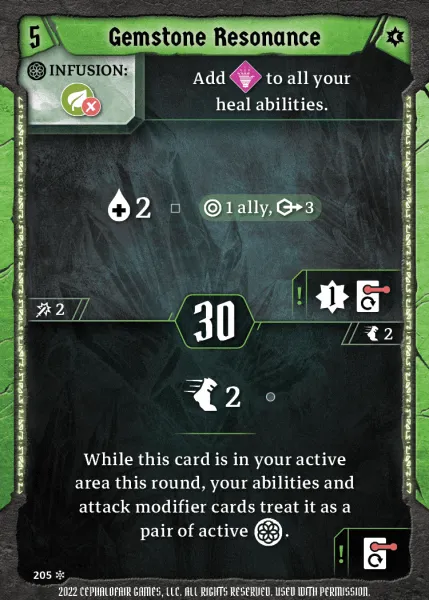 5
Gemstone Resonance
INFUSION:
Add to all your
heal abilities.
2
1 ally, 3
1
2
30
2
2
While this card is in your active
area this round, your abilities and
attack modifier cards treat it as a
pair of active .
205
2022 CEPHALOFAIR GAMES, LLC. ALL RIGHTS RESERVED. USED WITH PERMISSION.